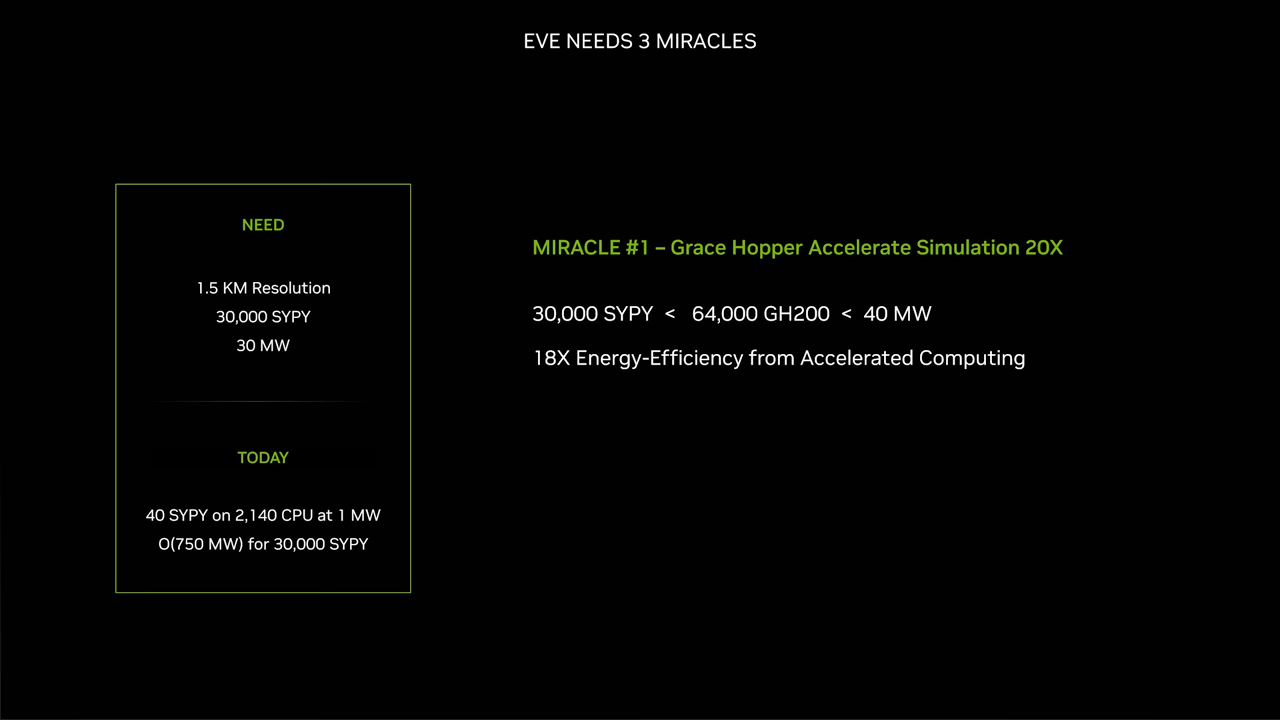 EVE NEEDS 3 MIRACLES
NEED
1.5 KM Resolution
30,000 SYPY
30 MW
TODAY
40 SYPY on 2,140 CPU at 1 MW
O(750 MW) for 30,000 SYPY
MIRACLE #1 – Grace Hopper Accelerate Simulation 20X
30,000 SYPY < 64,000 GH200 < 40 MW
18X Energy-Efficiency from Accelerated Computing